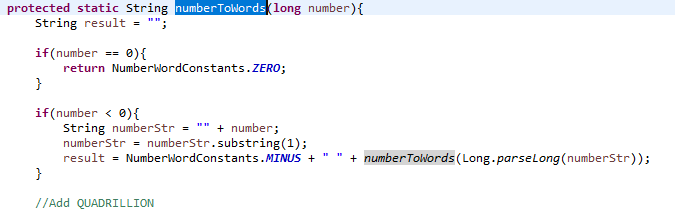 protected static String numberToWords(long number){
String result = "";
if(number == 0){
return NumberWordConstants.ZERO;
}
if(number < 0){
String numberStr = "" + number;
numberStr = numberStr.substring(1);
result = NumberWordConstants.MINUS + " " + numberToWords(Long.parseLong(numberStr));
}
//Add QUADRILLION